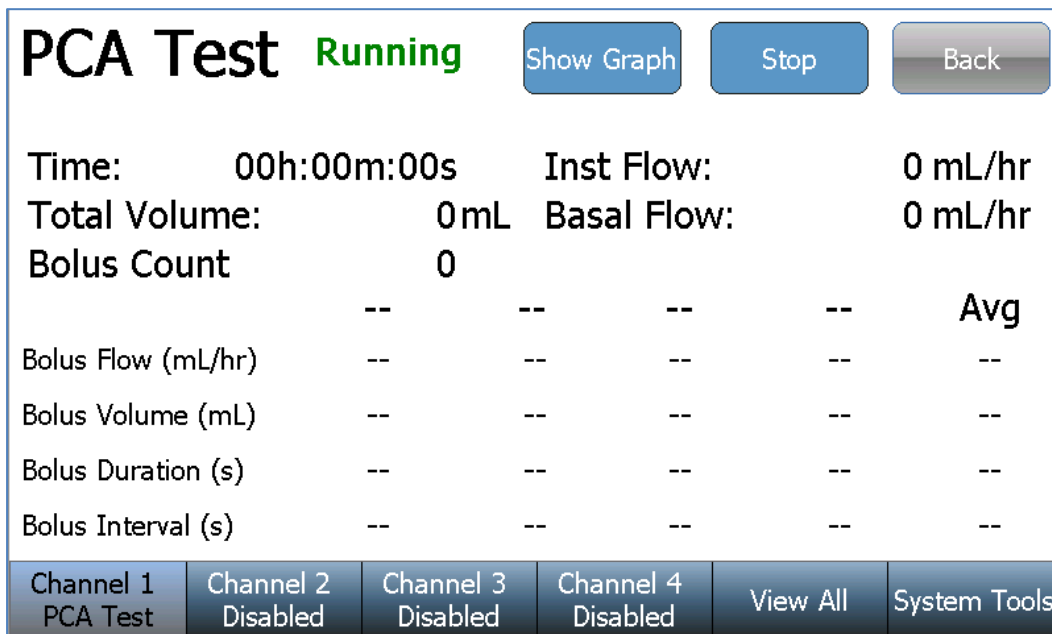 PCA Test Running Show Graph Stop Back
Time: 00h:00m:00s Inst Flow: 0 mL/hr
Total Volume: 0 mL Basal Flow: 0 mL/hr
Bolus Count 0
-- -- -- -- Avg
Bolus Flow (mL/hr) -- -- -- -- --
Bolus Volume (mL) -- -- -- -- --
Bolus Duration (s) -- -- -- -- --
Bolus Interval (s) -- -- -- -- --
Channel 1 Channel 2 Channel 3 Channel 4 View All System Tools
PCA Test Disabled Disabled Disabled